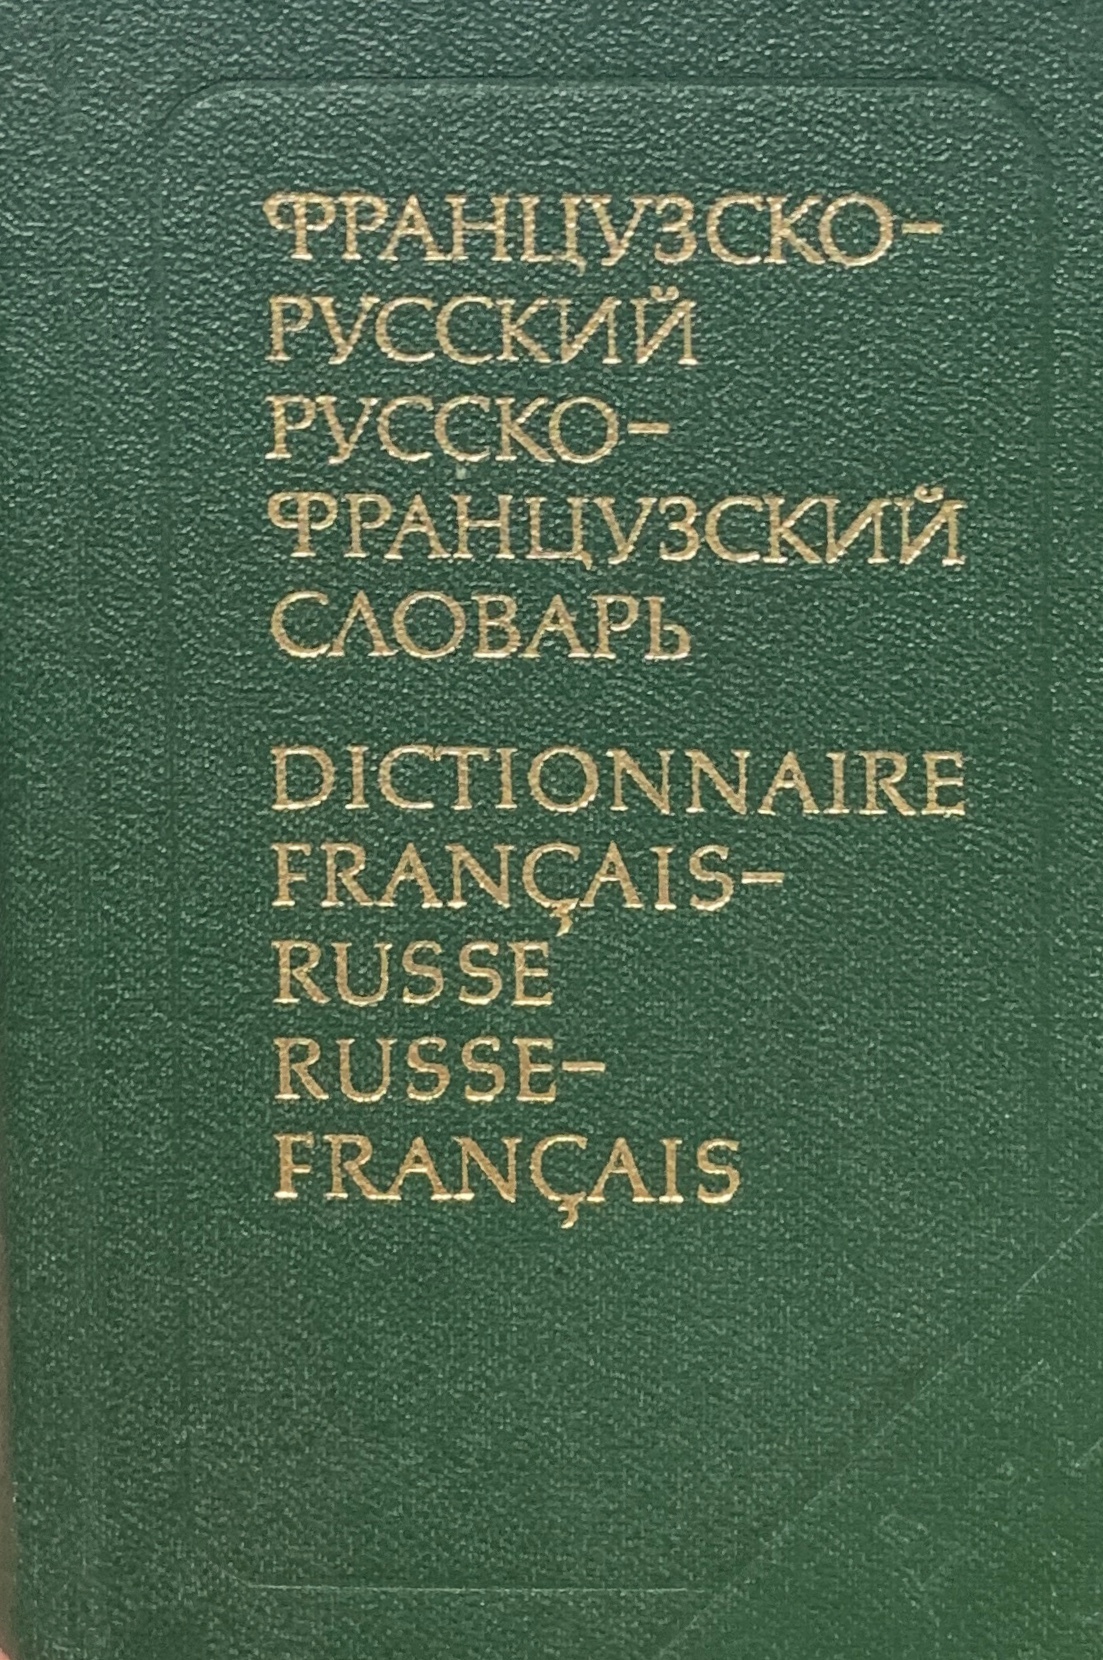 ФРАНЦУЗСКО-
РУССКИЙ
РУССКО-
ФРАНЦУЗСКИЙ
СЛОВАРЬ
DICTIONNAIRE
FRANÇAIS-
RUSSE
RUSSE-
FRANÇAIS